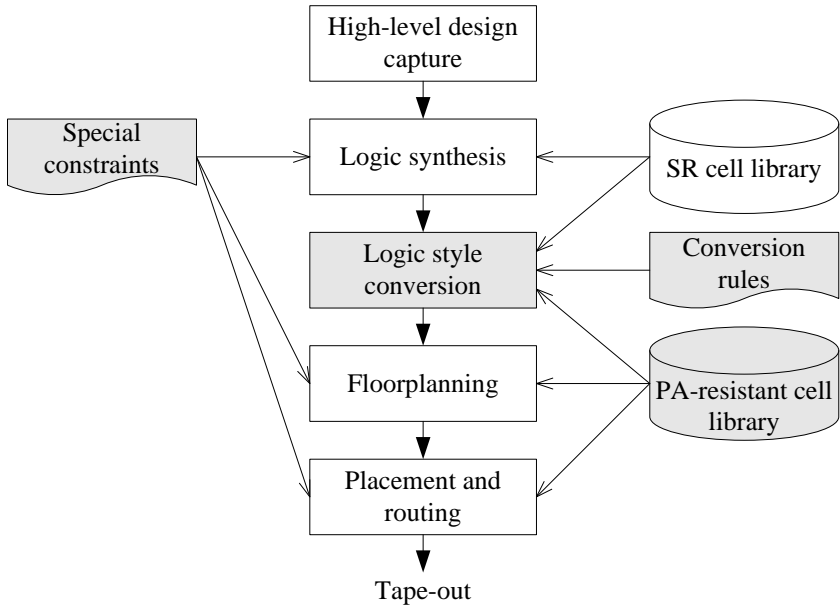 High-level design
capture
Special
constraints
Logic synthesis
SR cell library
Logic style
conversion
Conversion
rules
Floorplanning
PA-resistant cell
library
Placement and
routing
Tape-out